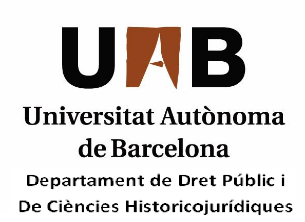 UAB
Universitat Autònoma
de Barcelona
Departament de Dret Públic i
De Ciències Historicojurídiques